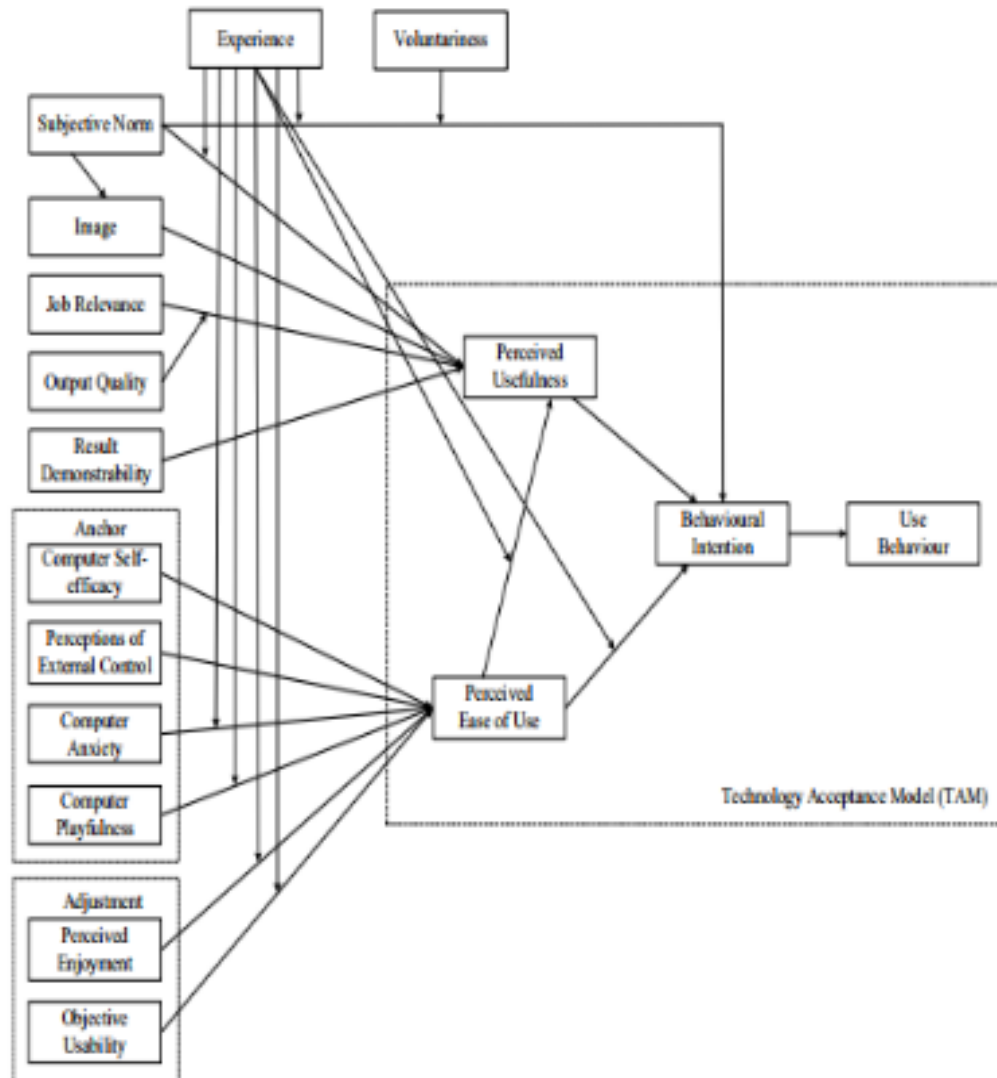 Experience
Voluntariness
Subjective Norm
Image
Job Relevance
Output Quality
Result
Demonstrability
Perceived
Usefulness
Anchor
Computer Self-
efficacy
Perceptions of
External Control
Computer
Anxiety
Computer
Playfulness
Behavioural
Intention
Use
Behaviour
Perceived
Ease of Use
Technology Acceptance Model (TAM)
Adjustment
Perceived
Enjoyment
Objective
Usability